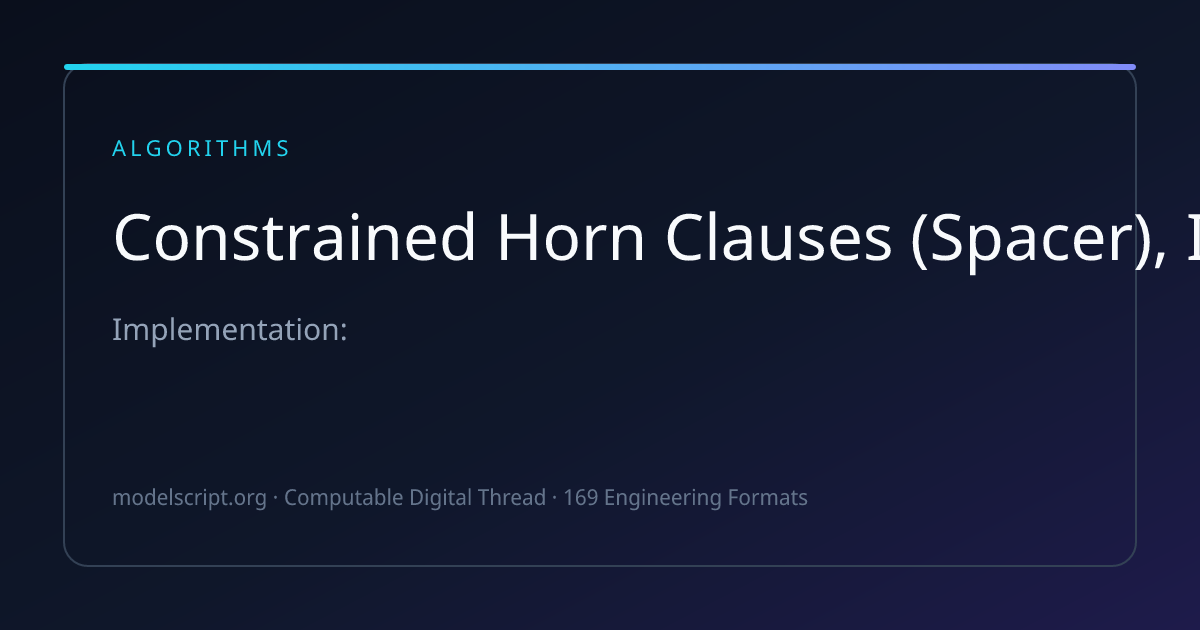 ALGORITHMS
Constrained Horn Clauses (Spacer),
Implementation:
modelscript.org · Computable Digital Thread · 169 Engineering Formats